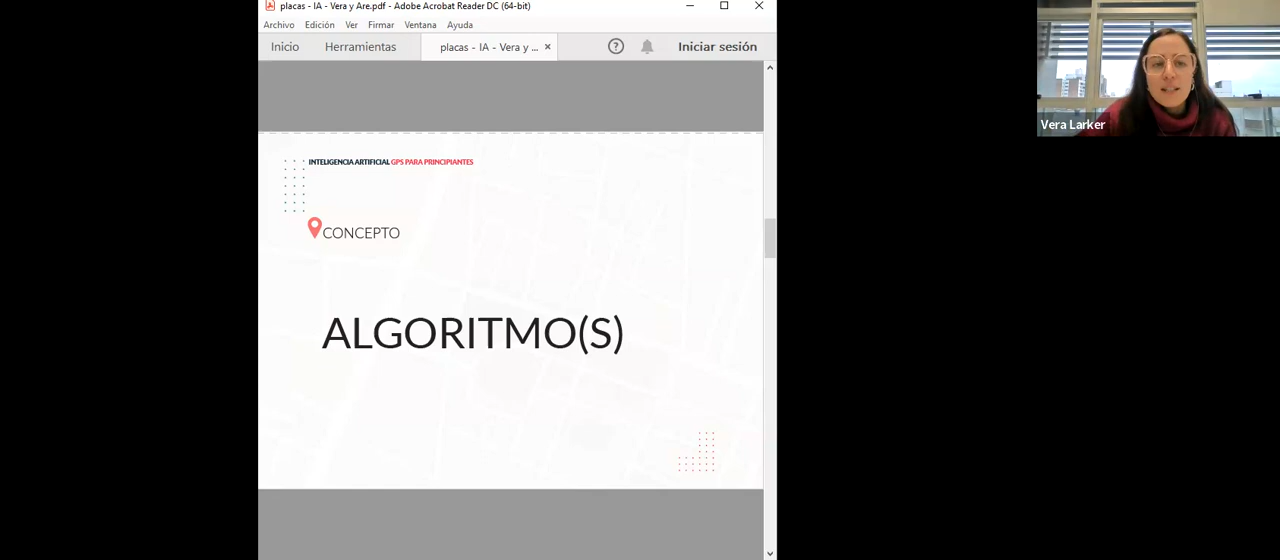 placas - IA - Vera y Are.pdf - Adobe Acrobat Reader DC (64-bit)
Archivo Edición Ver Firmar Ventana Ayuda
Inicio Herramientas placas - IA - Vera y ... × Iniciar sesión
INTELIGENCIA ARTIFICIAL GPS PARA PRINCIPIANTES
CONCEPTO
ALGORITMO(S)
Vera Larker